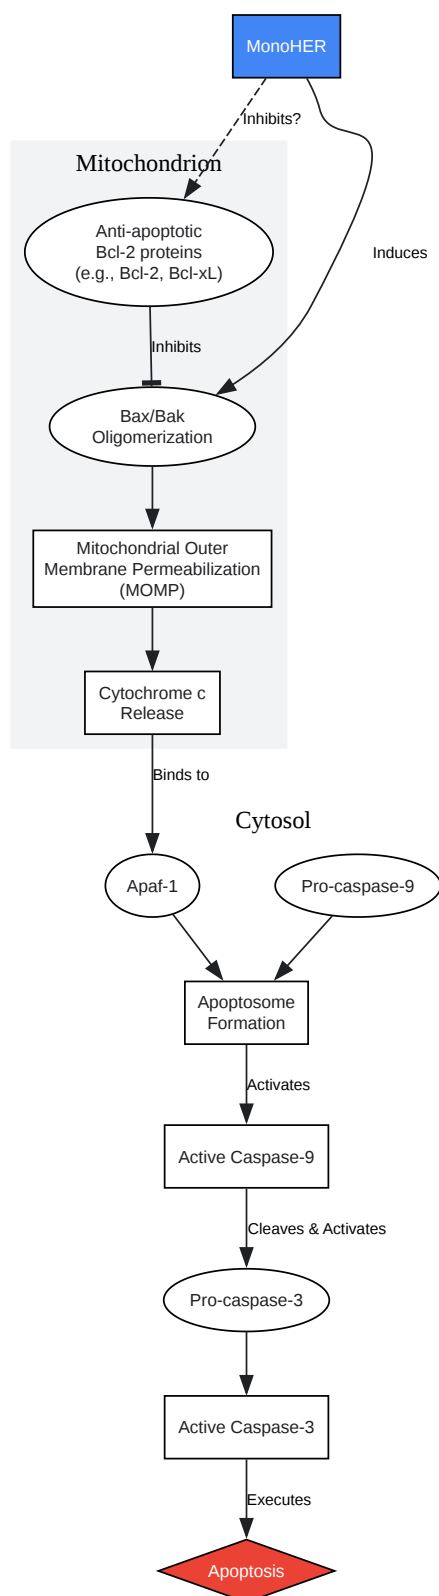 MonoHER
Inhibits?
Mitochondrion
Anti-apoptotic
Bcl-2 proteins
(e.g., Bcl-2, Bcl-xL)
Induces
Inhibits
Bax/Bak
Oligomerization
Mitochondrial Outer
Membrane Permeabilization
(MOMP)
Cytochrome c
Release
Binds to
Cytosol
Apaf-1
Pro-caspase-9
Apoptosome
Formation
Activates
Active Caspase-9
Cleaves & Activates
Pro-caspase-3
Active Caspase-3
Executes
Apoptosis